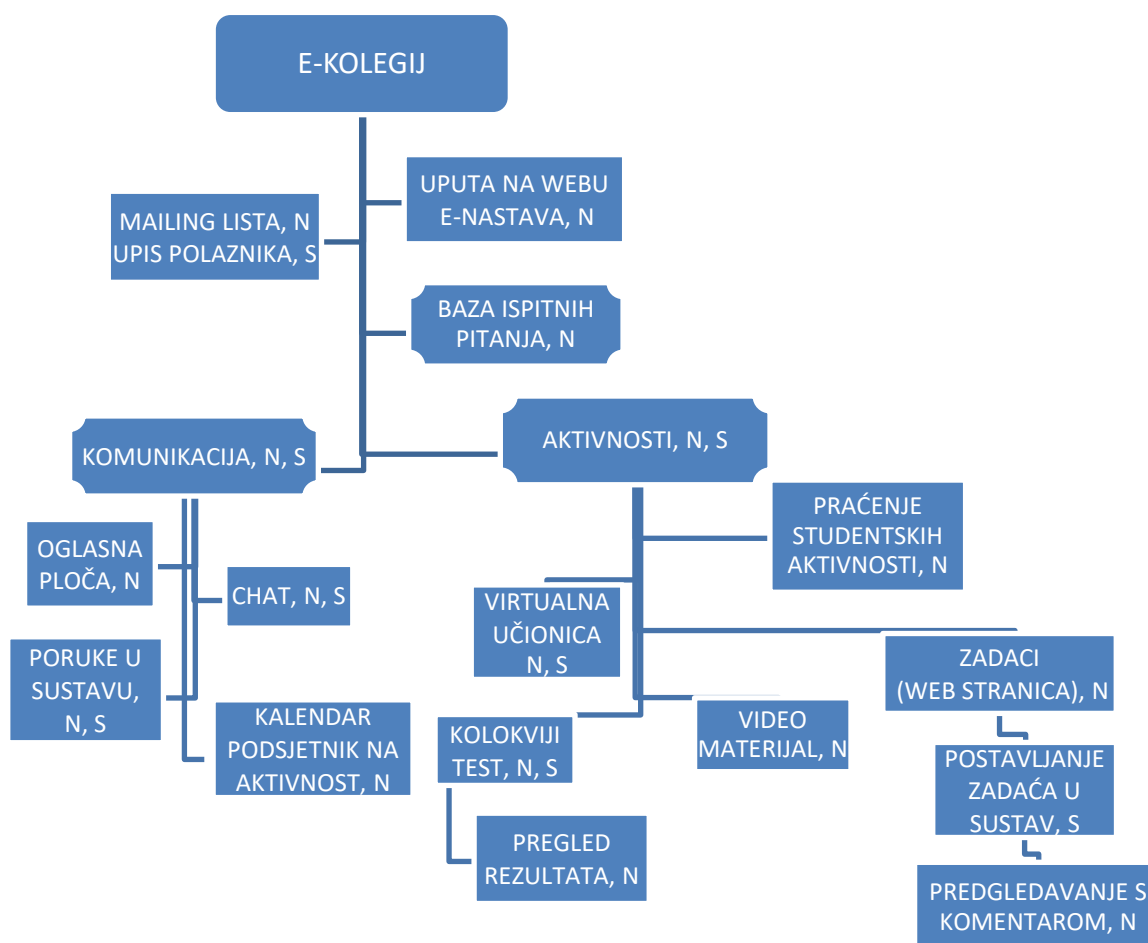 E-KOLEGIJ
UPUTA NA WEBU
E-NASTAVA, N
MAILING LISTA, N
UPIS POLAZNIKA, S
BAZA ISPITNIH
PITANJA, N
KOMUNIKACIJA, N, S
AKTIVNOSTI, N, S
OGLASNA
PLOČA, N
CHAT, N, S
PORUKE U
SUSTAVU,
N, S
KALENDAR
PODSJETNIK NA
AKTIVNOST, N
PRAĆENJE
STUDENTSKIH
AKTIVNOSTI, N
VIRTUALNA
UČIONICA
N, S
ZADACI
(WEB STRANICA), N
VIDEO
MATERIJAL, N
KOLOKVIJI
TEST, N, S
POSTAVLJANJE
ZADAĆA U
SUSTAV, S
PREGLED
REZULTATA, N
PREDGLEDAVANJE S
KOMENTAROM, N